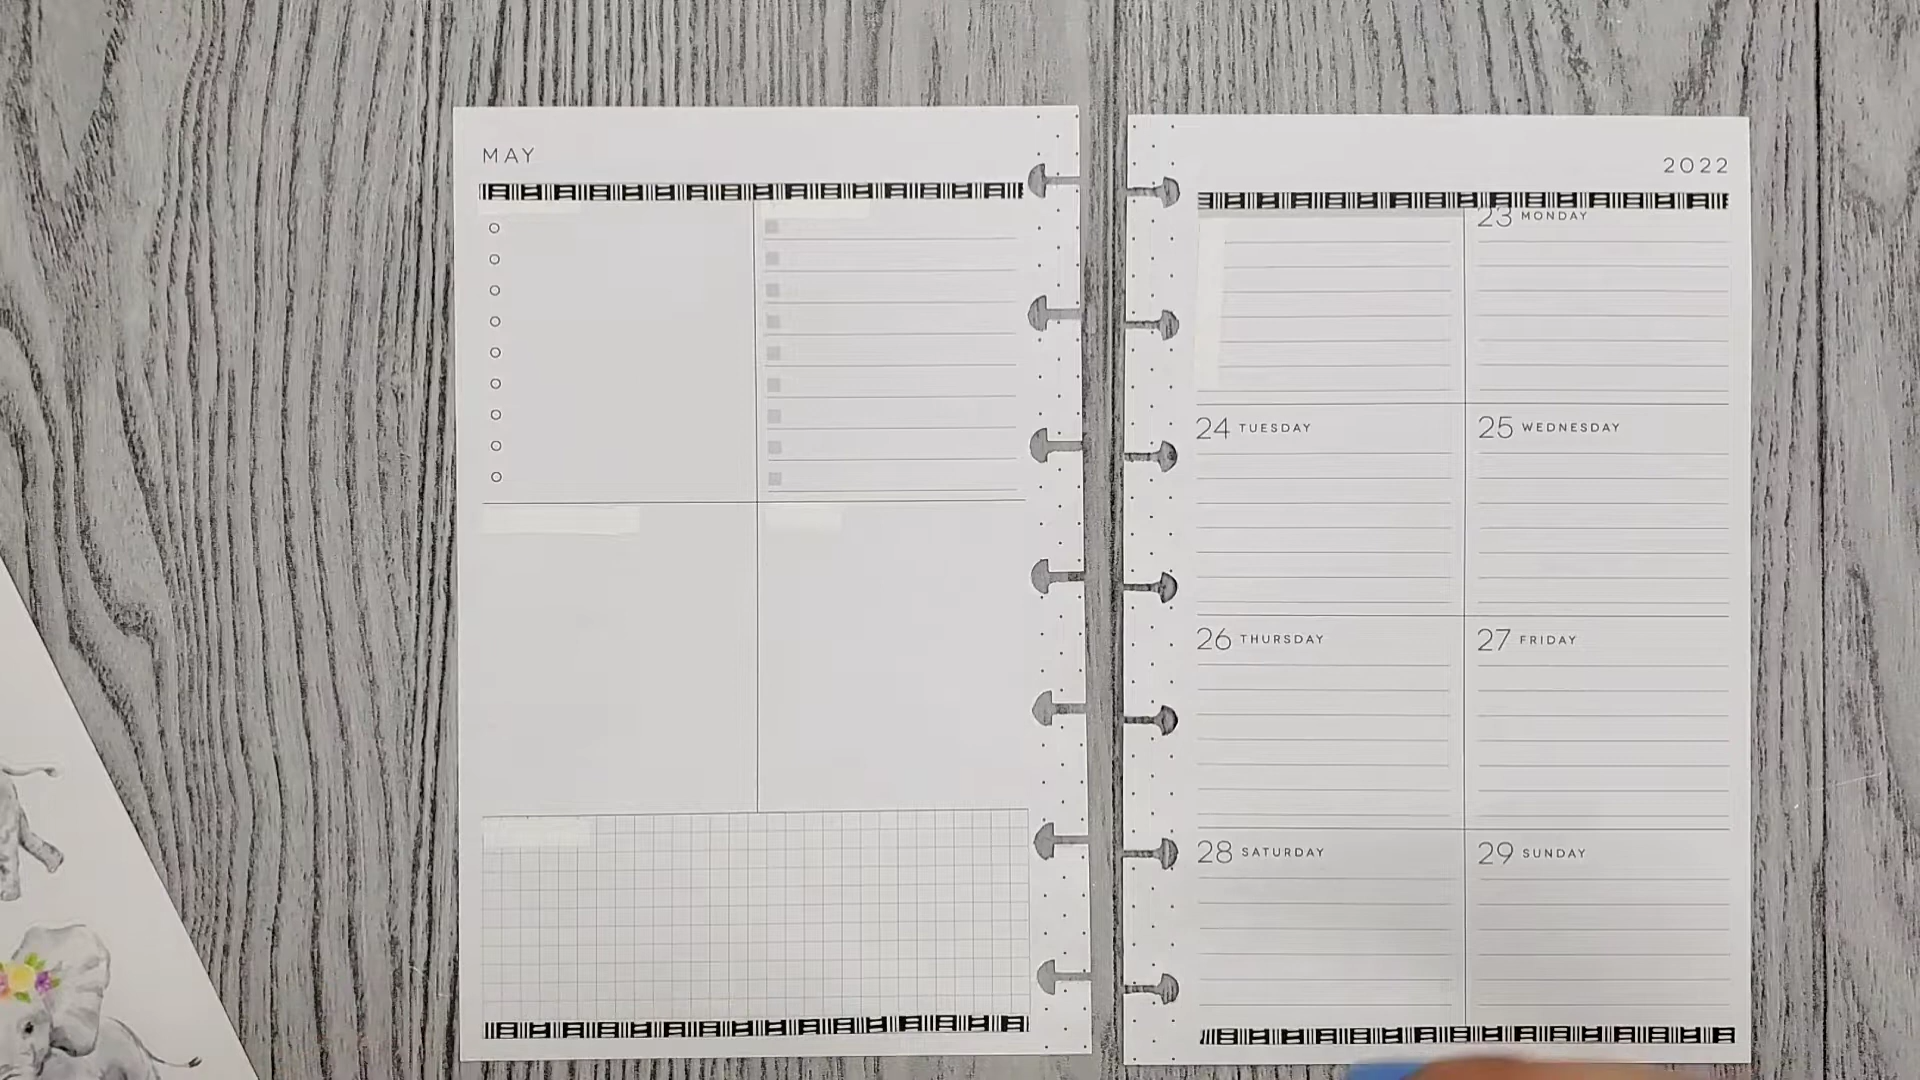 MAY
2022
23 MONDAY
24 TUESDAY
25 WEDNESDAY
26 THURSDAY
27 FRIDAY
28 SATURDAY
29 SUNDAY